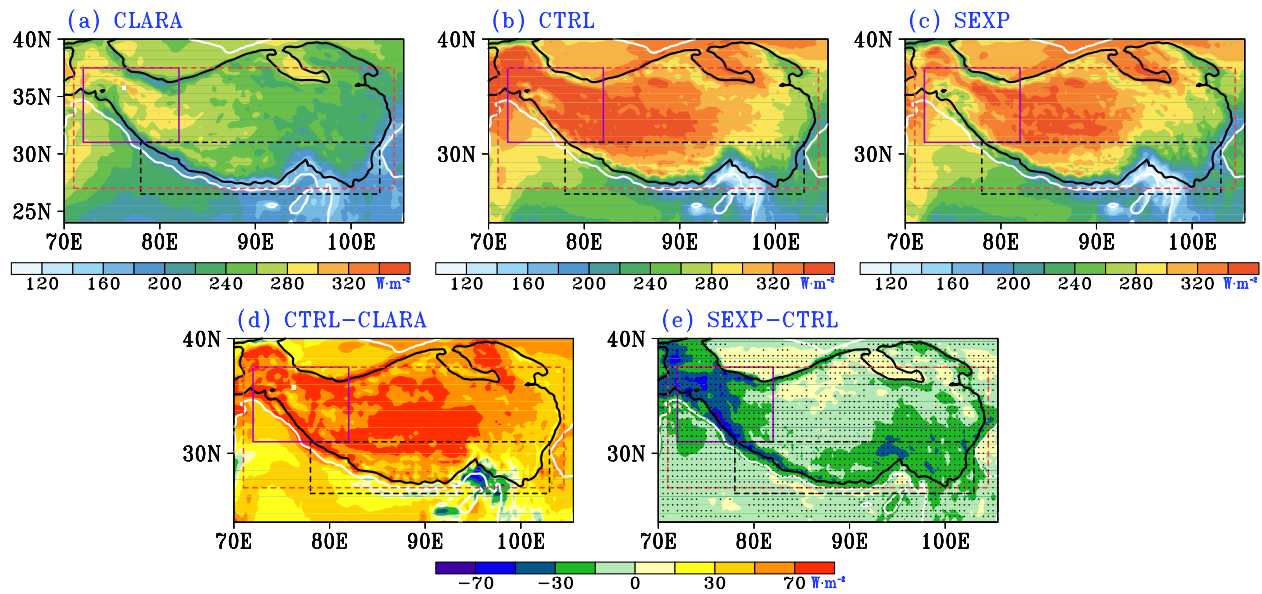 (a) CLARA
(b) CTRL
(c) SEXP
40N
35N
30N
25N
70E 80E 90E 100E
40N
30N
70E 80E 90E 100E
40N
30N
70E 80E 90E 100E
120 160 200 240 280 320 W·m⁻²
120 160 200 240 280 320 W·m⁻²
120 160 200 240 280 320 W·m⁻²
(d) CTRL−CLARA
(e) SEXP−CTRL
40N
30N
70E 80E 90E 100E
40N
30N
70E 80E 90E 100E
−70 −30 0 30 70 W·m⁻²